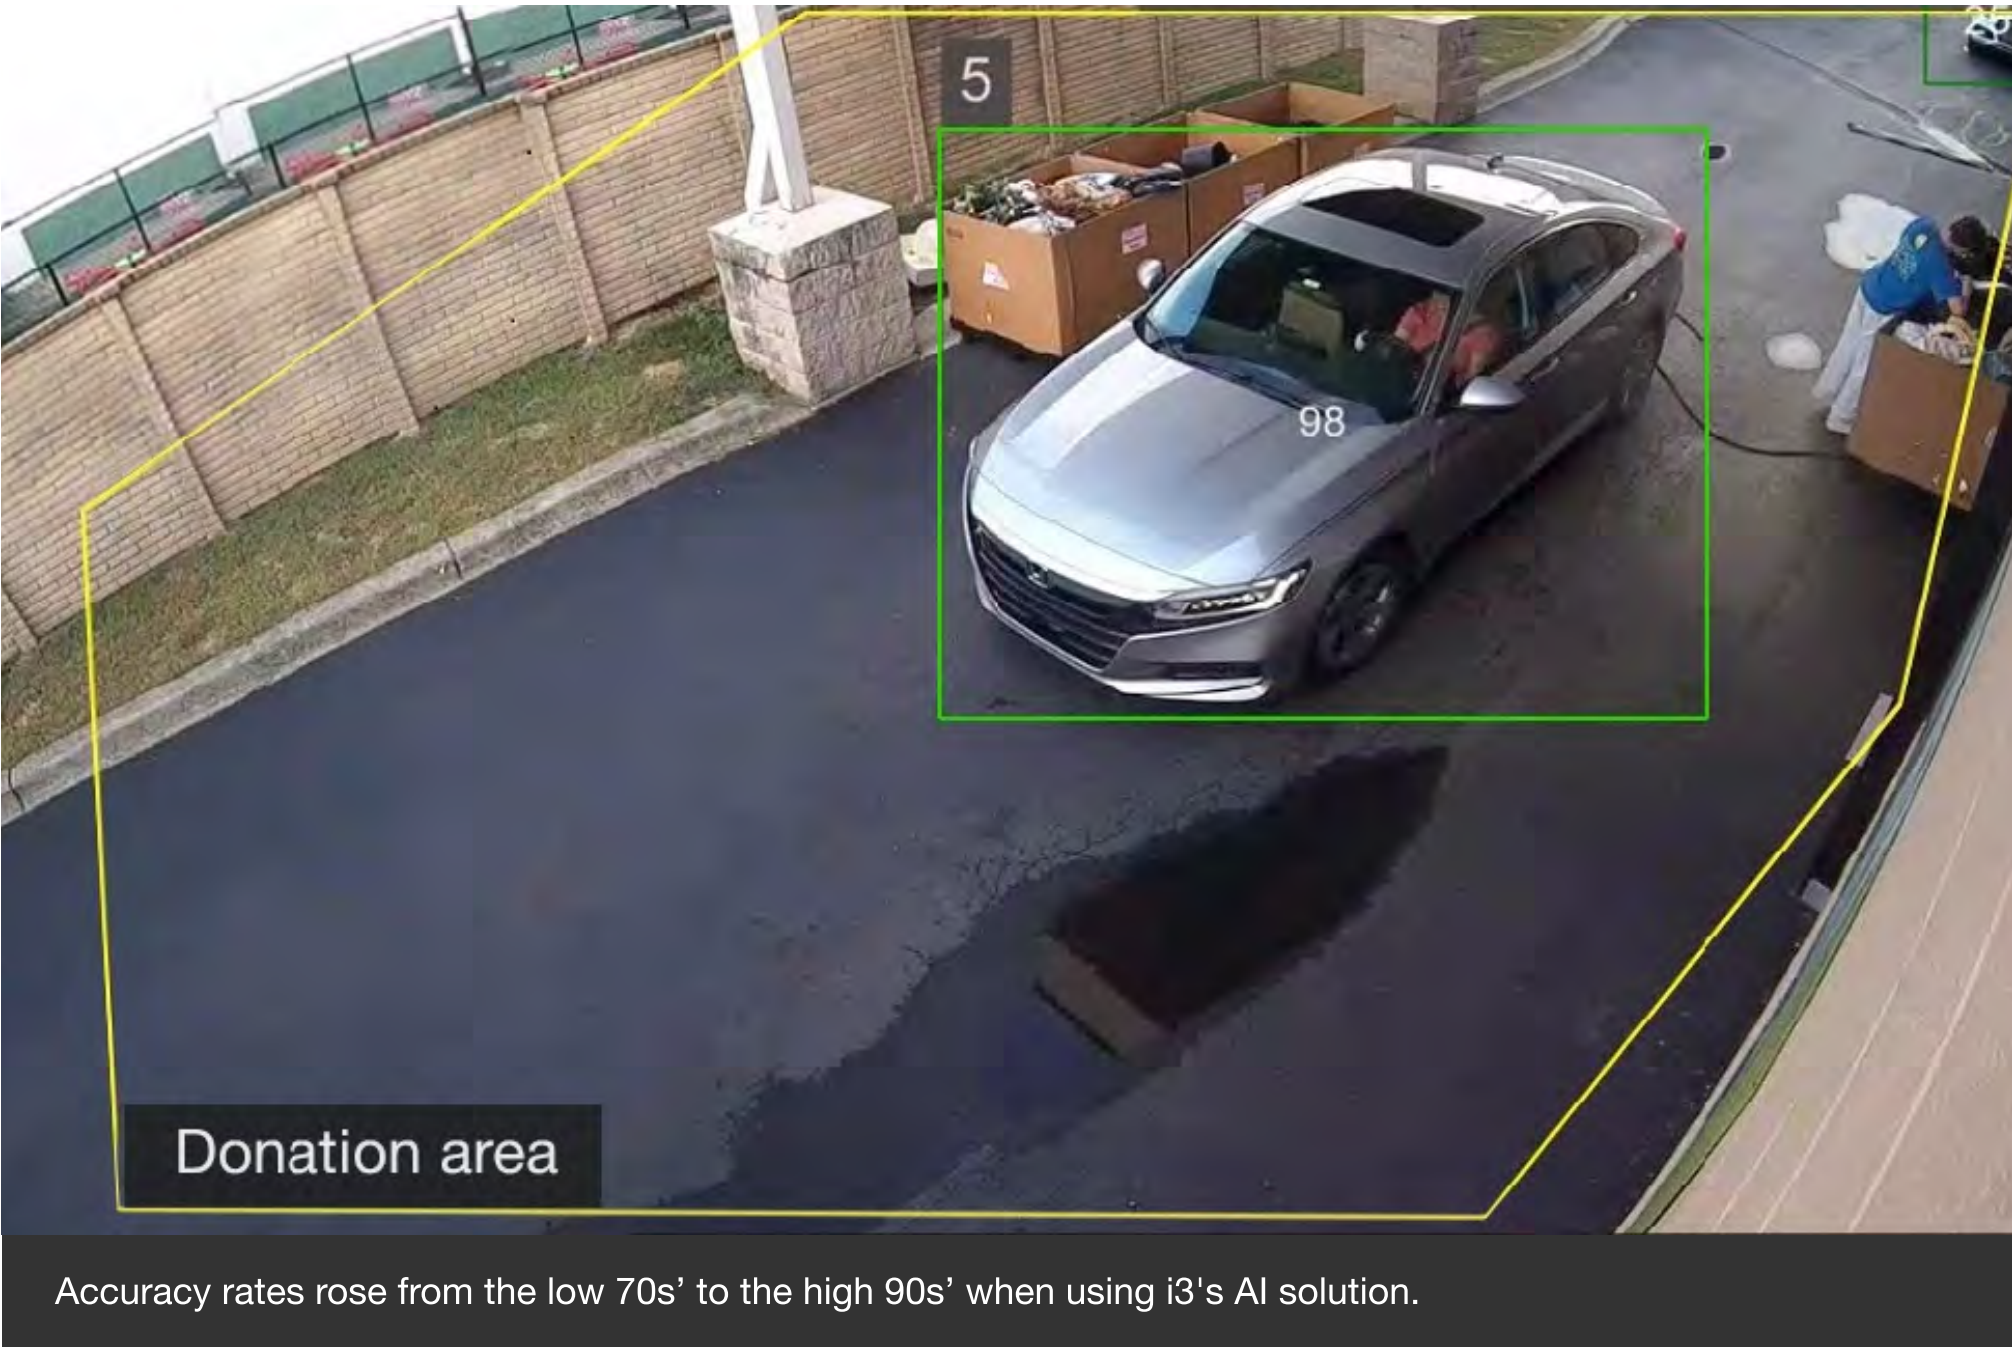 5
98
Donation area
Accuracy rates rose from the low 70s’ to the high 90s’ when using i3's AI solution.